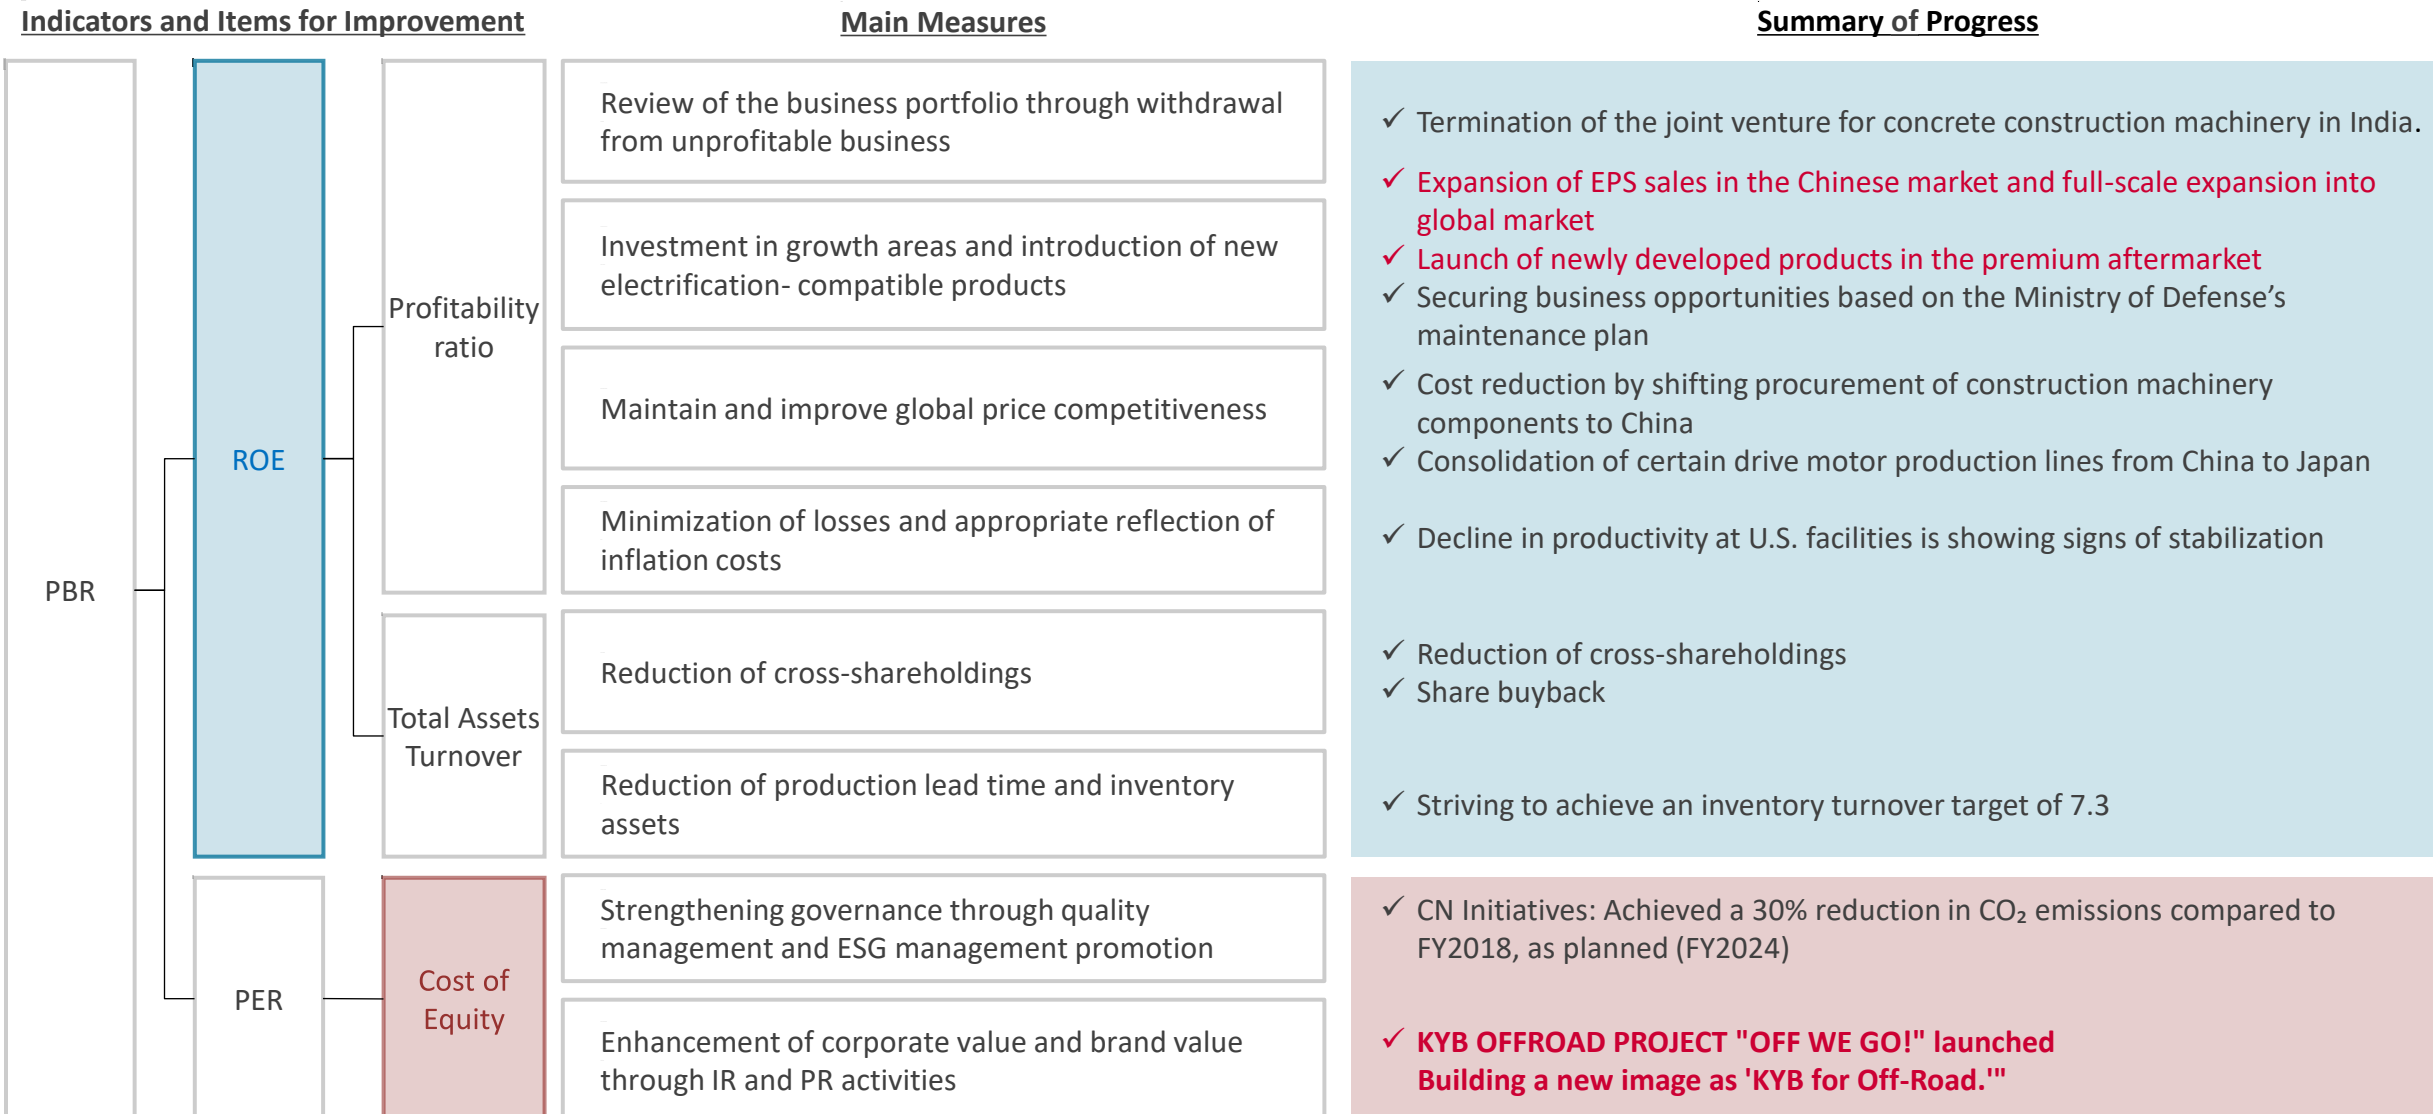 Indicators and Items for Improvement
Main Measures
Summary of Progress
PBR
ROE
Profitability
ratio
Review of the business portfolio through withdrawal
from unprofitable business
Investment in growth areas and introduction of new
electrification- compatible products
Maintain and improve global price competitiveness
Minimization of losses and appropriate reflection of
inflation costs
✓ Termination of the joint venture for concrete construction machinery in India.
✓ Expansion of EPS sales in the Chinese market and full-scale expansion into
global market
✓ Launch of newly developed products in the premium aftermarket
✓ Securing business opportunities based on the Ministry of Defense’s
maintenance plan
✓ Cost reduction by shifting procurement of construction machinery
components to China
✓ Consolidation of certain drive motor production lines from China to Japan
✓ Decline in productivity at U.S. facilities is showing signs of stabilization
Total Assets
Turnover
Reduction of cross-shareholdings
Reduction of production lead time and inventory
assets
✓ Reduction of cross-shareholdings
✓ Share buyback
✓ Striving to achieve an inventory turnover target of 7.3
PER
Cost of
Equity
Strengthening governance through quality
management and ESG management promotion
Enhancement of corporate value and brand value
through IR and PR activities
✓ CN Initiatives: Achieved a 30% reduction in CO₂ emissions compared to
FY2018, as planned (FY2024)
✓ KYB OFFROAD PROJECT "OFF WE GO!" launched
Building a new image as 'KYB for Off-Road.'"